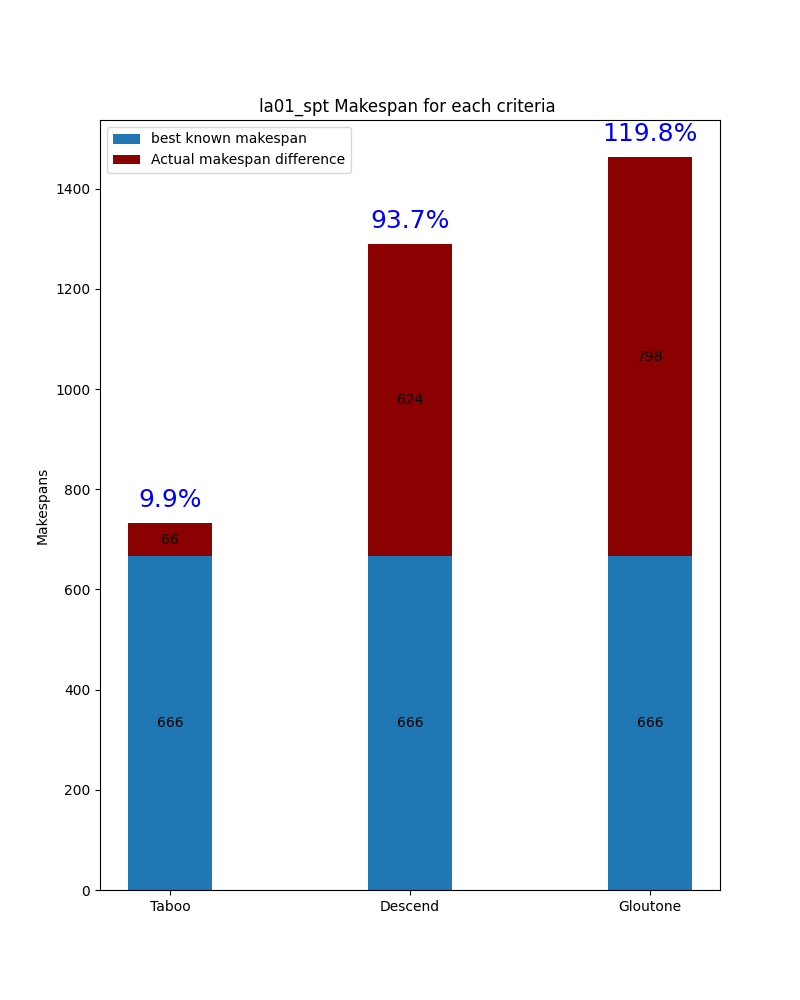 la01_spt Makespan for each criteria
best known makespan
Actual makespan difference
119.8%
93.7%
9.9%
Makespans
1400
1200
1000
800
600
400
200
0
798
624
66
666
666
666
Taboo
Descend
Gloutone